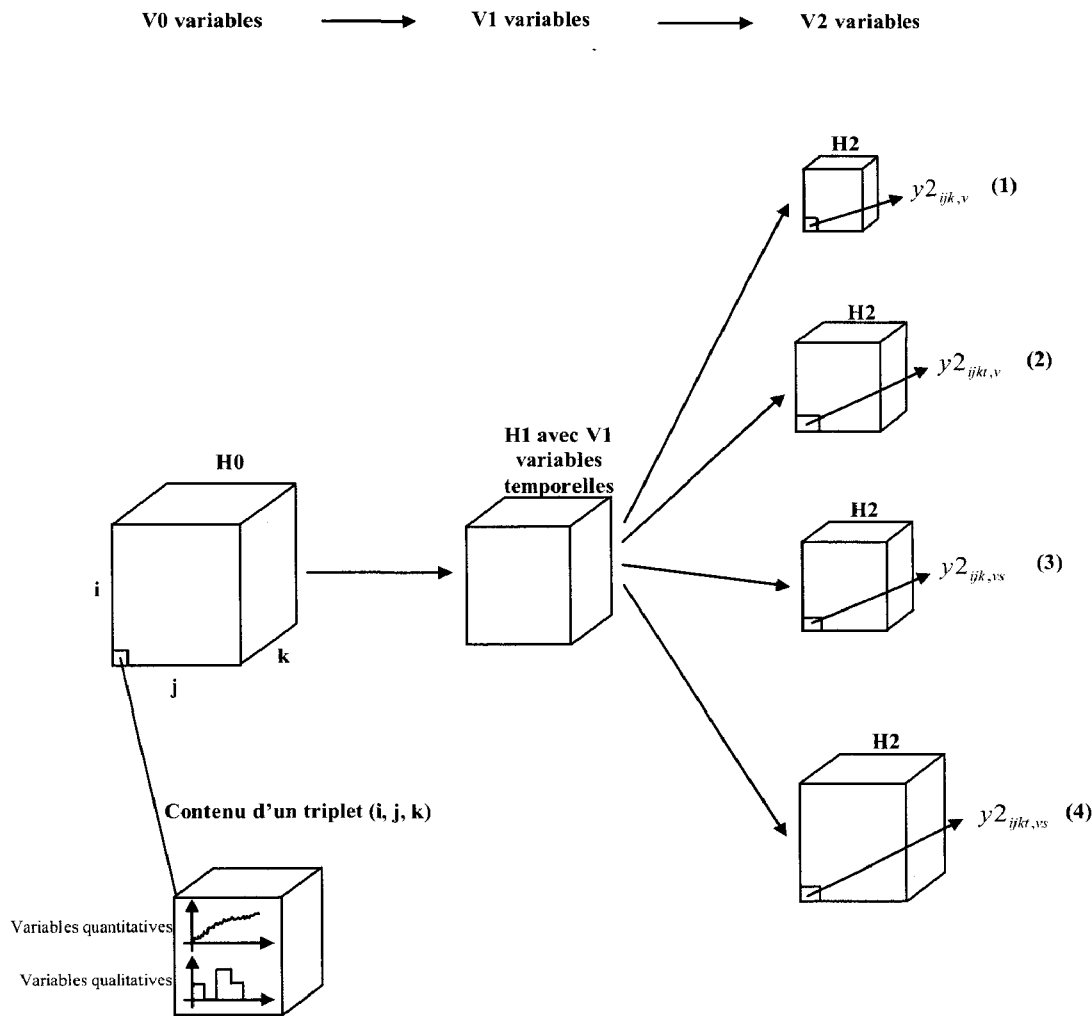 V0 variables V1 variables V2 variables
H2
y2ijk,v (1)
H2
y2ijkt,v (2)
H1 avec V1
variables
temporelles
H0
H2
y2ijk,vs (3)
i
k
j
H2
Contenu d'un triplet (i, j, k)
y2ijkt,vs (4)
Variables quantitatives
Variables qualitatives